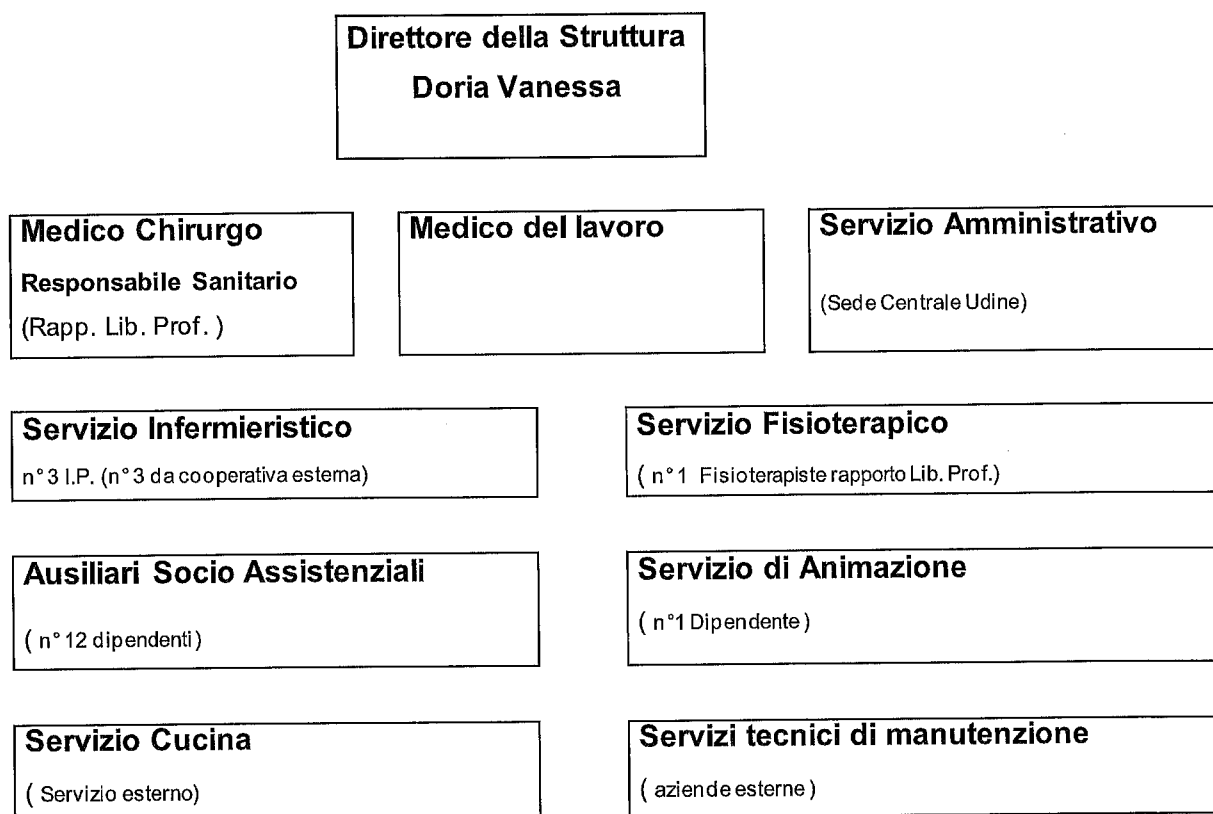 Direttore della Struttura
Doria Vanessa
Medico Chirurgo
Responsabile Sanitario
(Rapp. Lib. Prof. )
Medico del lavoro
Servizio Amministrativo
(Sede Centrale Udine)
Servizio Infermieristico
n°3 I.P. (n°3 da cooperativa esterna)
Servizio Fisioterapico
( n°1 Fisioterapiste rapporto Lib. Prof.)
Ausiliari Socio Assistenziali
( n°12 dipendenti)
Servizio di Animazione
( n°1 Dipendente)
Servizio Cucina
( Servizio esterno)
Servizi tecnici di manutenzione
( aziende esterne )